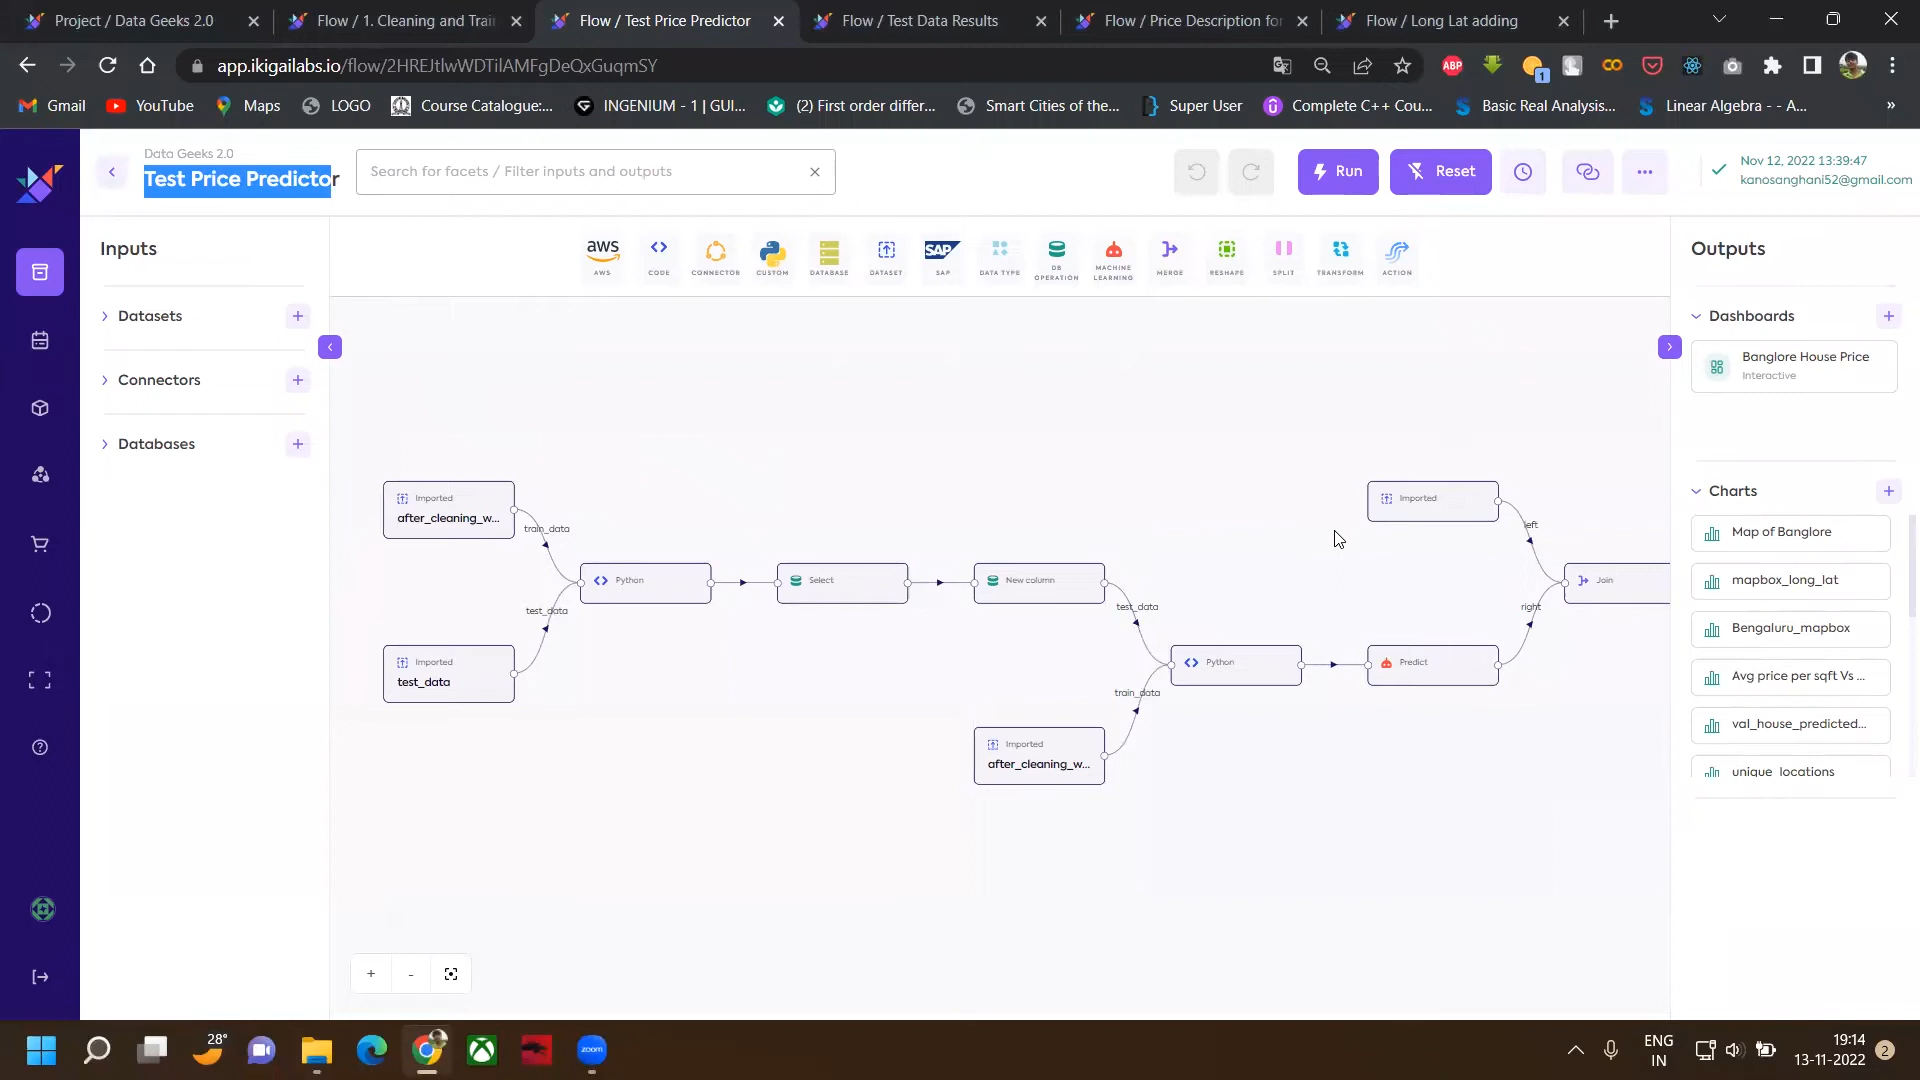 Project / Data Geeks 2.0
Flow / 1. Cleaning and Trai
Flow / Test Price Predictor
Flow / Test Data Results
Flow / Price Description for
Flow / Long Lat adding
app.ikigailabs.io/flow/2HREJtlwWDTilAMFgDeQxGuqmSY
ABP
1
Gmail
YouTube
Maps
LOGO
Course Catalogue:...
INGENIUM - 1 | GUI...
(2) First order differ...
Smart Cities of the...
Super User
Complete C++ Cou...
Basic Real Analysis...
Linear Algebra - - A...
»
Data Geeks 2.0
Test Price Predictor
Search for facets / Filter inputs and outputs
Run
Reset
Nov 12, 2022 13:39:47
kanosanghani52@gmail.com
Inputs
Datasets
Connectors
Databases
aws
AWS
CODE
CONNECTOR
CUSTOM
DATABASE
DATASET
SAP
SAP
DATA TYPE
DB OPERATION
MACHINE LEARNING
MERGE
RESHAPE
SPLIT
TRANSFORM
ACTION
Outputs
Dashboards
Banglore House Price
Interactive
Charts
Map of Banglore
mapbox_long_lat
Bengaluru_mapbox
Avg price per sqft Vs ...
val_house_predicted...
unique_locations
Imported
after_cleaning_w...
train_data
Python
Select
New column
test_data
Imported
test_data
test_data
Python
Predict
train_data
Imported
after_cleaning_w...
Imported
left
Join
right
+
-
28°
zoom
ENG
IN
19:14
13-11-2022
2